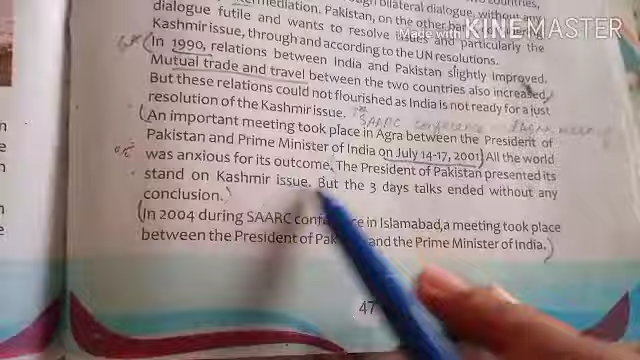 Made With
KINEMASTER
through bilateral dialogue, without any
mediation. Pakistan, on the other ba
dialogue futile and wants to resolve issues and particularly the
Kashmir issue, through and according to the UN resolutions.
In 1990, relations between India and Pakistan slightly improved.
Mutual trade and travel between the two countries also increased,
But these relations could not flourished as India is not ready for a just
resolution of the Kashmir issue.
SAARC conference
(An important meeting took place in Agra between the President of
Pakistan and Prime Minister of India on July 14-17, 2001) All the world
was anxious for its outcome. The President of Pakistan presented its
stand on Kashmir issue. But the 3 days talks ended without any
conclusion.)
(In 2004 during SAARC conf ce in Islamabad, a meeting took place
between the President of Pak and the Prime Minister of India.)
47